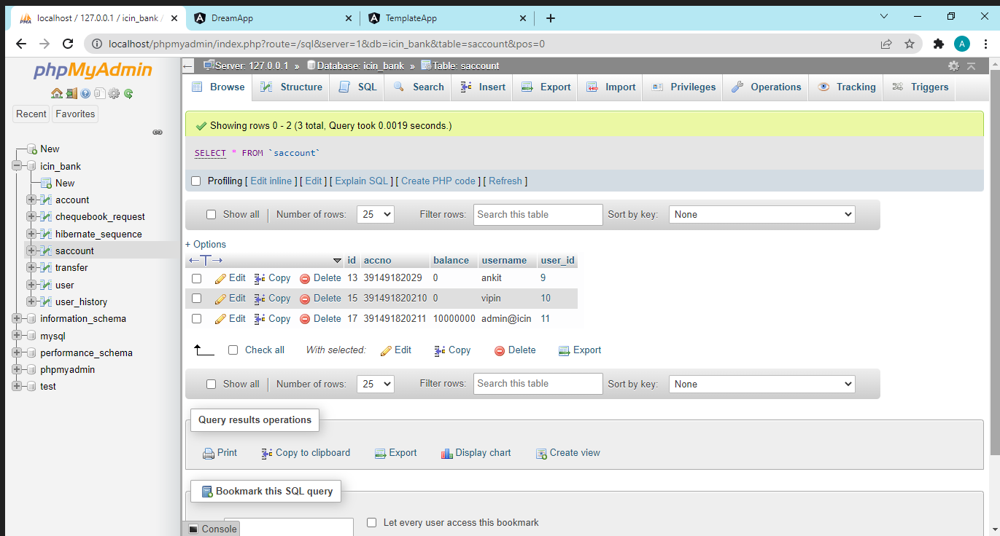 localhost / 127.0.0.1 / icin_bank /
DreamApp
TemplateApp
localhost/phpmyadmin/index.php?route=/sql&server=1&db=icin_bank&table=saccount&pos=0
A
phpMyAdmin
Recent Favorites
New
icin_bank
New
account
chequebook_request
hibernate_sequence
saccount
transfer
user
user_history
information_schema
mysql
performance_schema
phpmyadmin
test
Server: 127.0.0.1 » Database: icin_bank » Table: saccount
Browse Structure SQL Search Insert Export Import Privileges Operations Tracking Triggers
Showing rows 0 - 2 (3 total, Query took 0.0019 seconds.)
SELECT * FROM `saccount`
Profiling [ Edit inline ] [ Edit ] [ Explain SQL ] [ Create PHP code ] [ Refresh ]
Show all Number of rows: 25 Filter rows: Search this table Sort by key: None
+ Options
id accno balance username user_id
Edit Copy Delete 13 39149182029 0 ankit 9
Edit Copy Delete 15 391491820210 0 vipin 10
Edit Copy Delete 17 391491820211 10000000 admin@icin 11
Check all With selected: Edit Copy Delete Export
Show all Number of rows: 25 Filter rows: Search this table Sort by key: None
Query results operations
Print Copy to clipboard Export Display chart Create view
Bookmark this SQL query
Let every user access this bookmark
Console